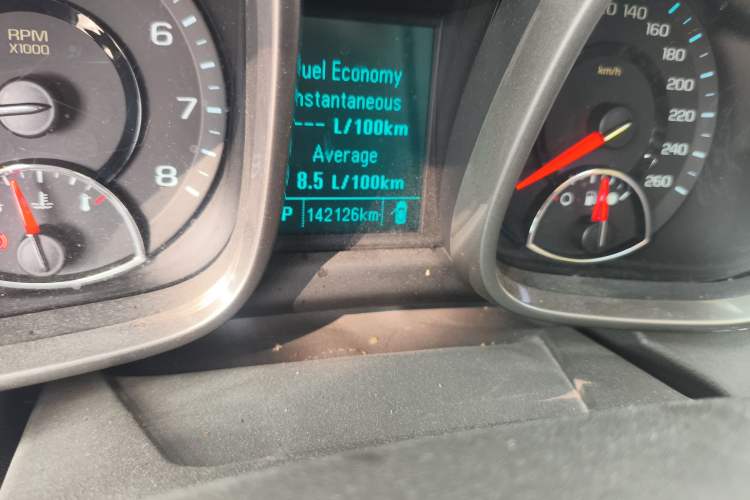 RPM
X1000
6
7
8
uel Economy
nstantaneous
--- L/100km
Average
8.5 L/100km
P 142126km
140
160
180
200
220
240
260
km/h